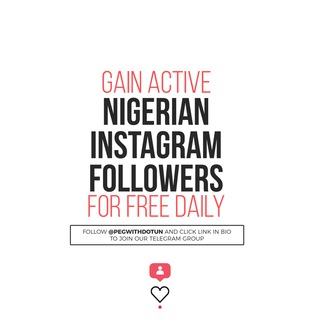 GAIN ACTIVE
NIGERIAN
INSTAGRAM
FOLLOWERS
FOR FREE DAILY
FOLLOW @PEGWITHDOTUN AND CLICK LINK IN BIO
TO JOIN OUR TELEGRAM GROUP